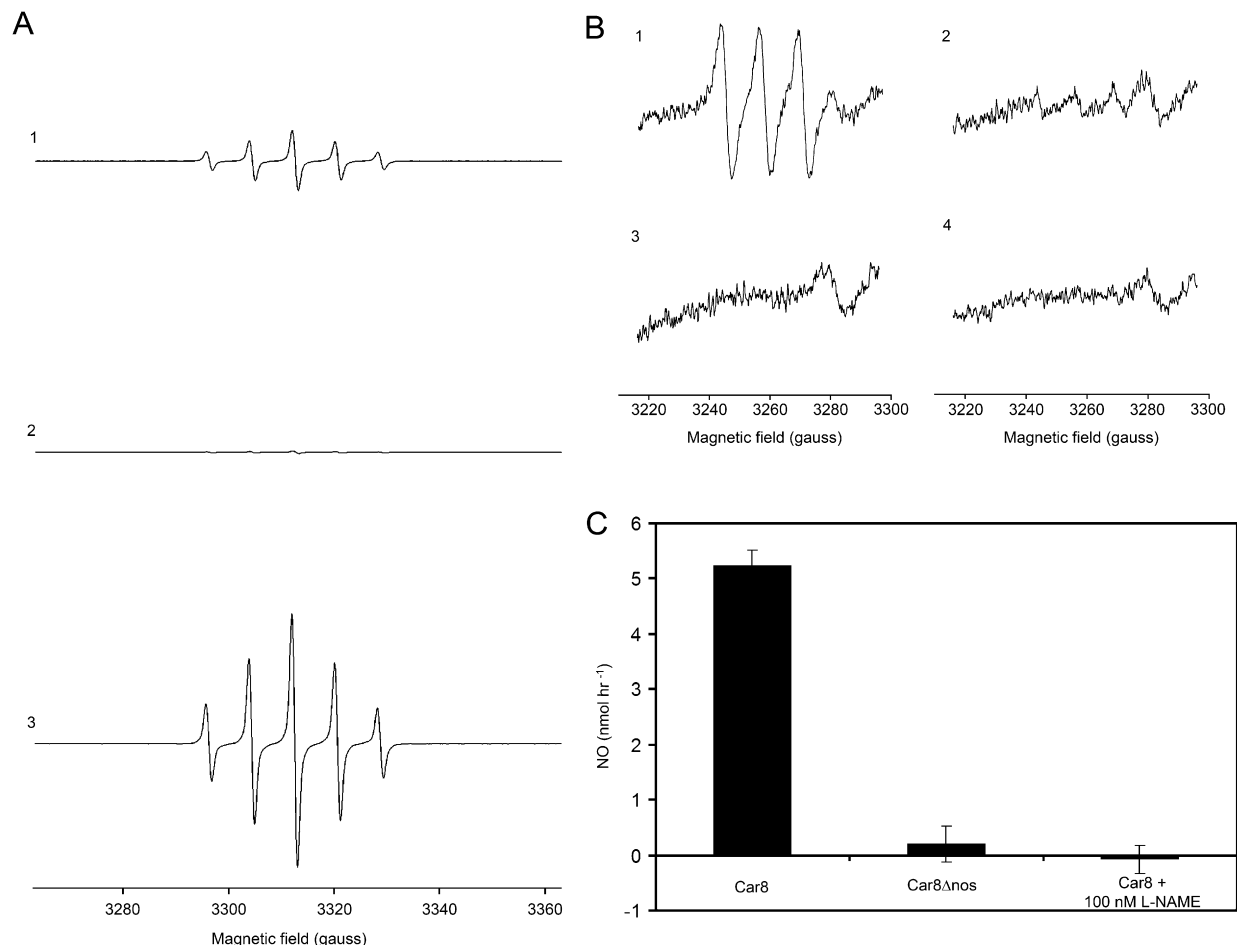 A
1
2
3
3280 3300 3320 3340 3360
Magnetic field (gauss)
B
1
2
3
4
3220 3240 3260 3280 3300
Magnetic field (gauss)
3220 3240 3260 3280 3300
Magnetic field (gauss)
C
6
5
4
3
2
1
0
-1
NO (nmol hr -1)
Car8
Car8Δnos
Car8 +
100 nM L-NAME